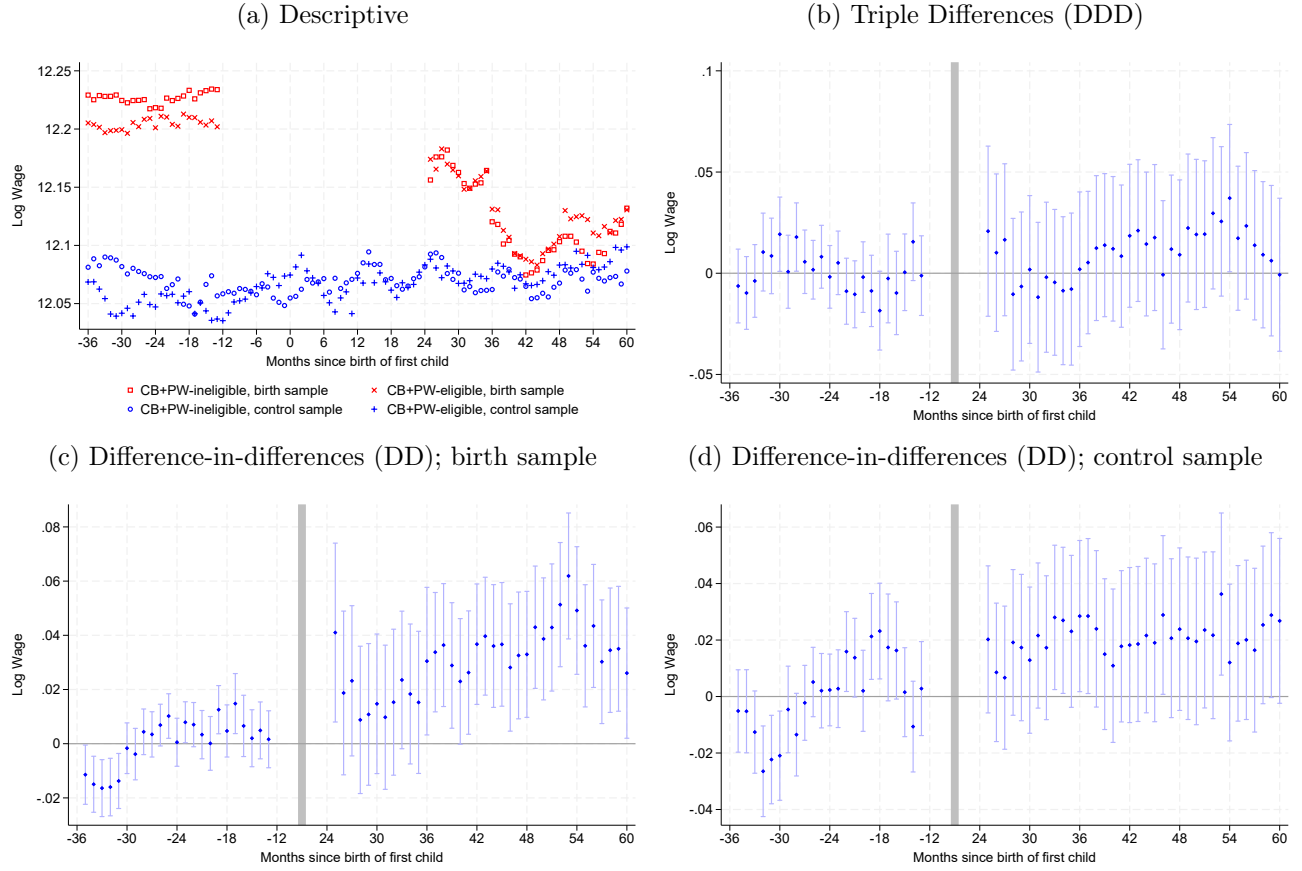 (a) Descriptive
12.25
12.2
12.15
12.1
12.05
Log Wage
-36 -30 -24 -18 -12 -6 0 6 12 18 24 30 36 42 48 54 60
Months since birth of first child
CB+PW-ineligible, birth sample CB+PW-eligible, birth sample
CB+PW-ineligible, control sample CB+PW-eligible, control sample
(b) Triple Differences (DDD)
.1
.05
0
-.05
Log Wage
-36 -30 -24 -18 -12 24 30 36 42 48 54 60
Months since birth of first child
(c) Difference-in-differences (DD); birth sample
.08
.06
.04
.02
0
-.02
Log Wage
-36 -30 -24 -18 -12 24 30 36 42 48 54 60
Months since birth of first child
(d) Difference-in-differences (DD); control sample
.06
.04
.02
0
-.02
-.04
Log Wage
-36 -30 -24 -18 -12 24 30 36 42 48 54 60
Months since birth of first child